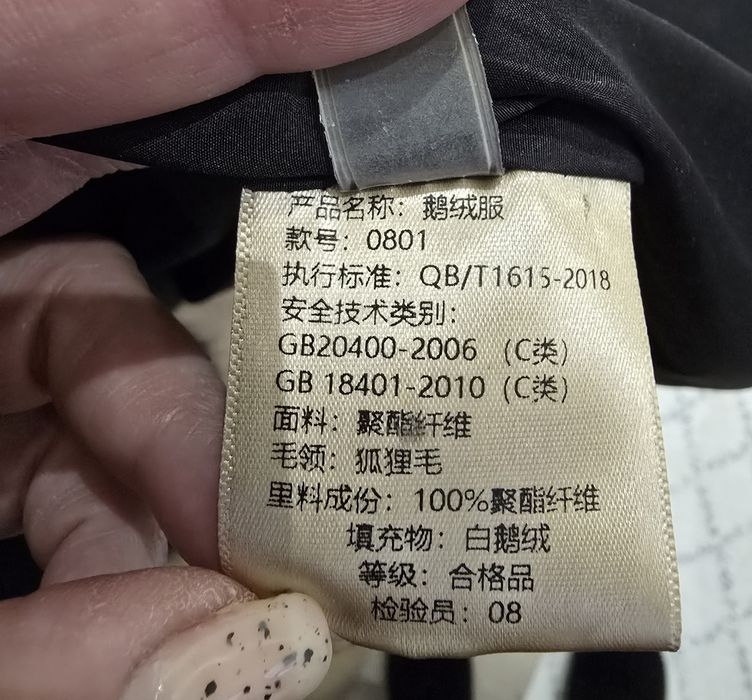 产品名称：鹅绒服
款号：0801
执行标准：QB/T1615-2018
安全技术类别：
GB20400-2006 （C类）
GB 18401-2010（C类）
面料：聚酯纤维
毛领：狐狸毛
里料成份：100%聚酯纤维
填充物：白鹅绒
等级：合格品
检验员：08